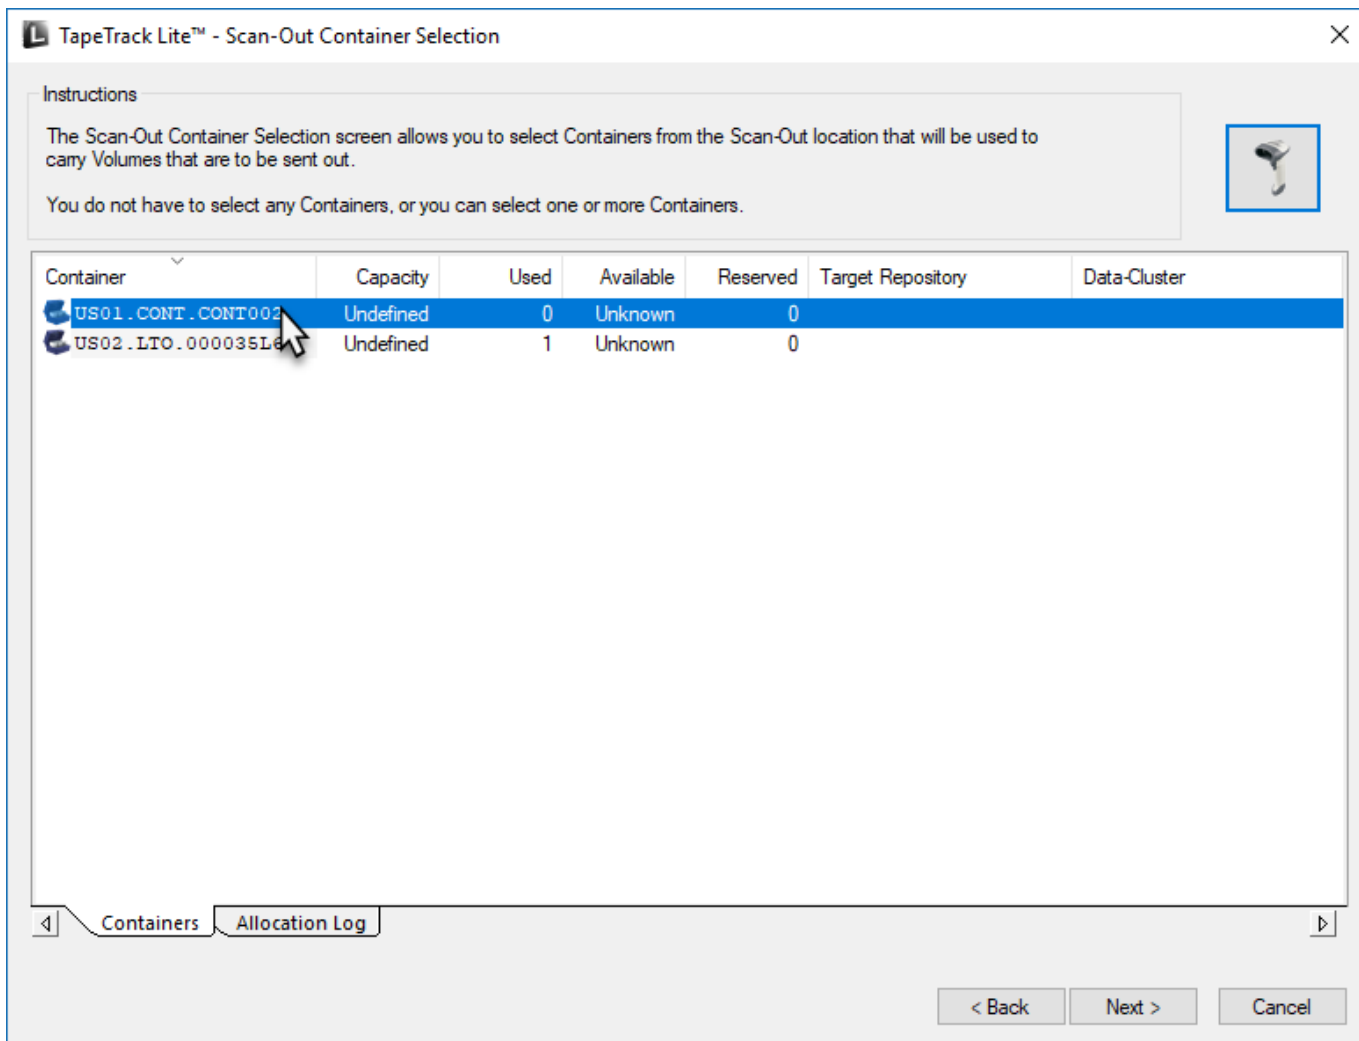 TapeTrack Lite™ - Scan-Out Container Selection
Instructions
The Scan-Out Container Selection screen allows you to select Containers from the Scan-Out location that will be used to
carry Volumes that are to be sent out.
You do not have to select any Containers, or you can select one or more Containers.
Container Capacity Used Available Reserved Target Repository Data-Cluster
US01.CONT.CONT002 Undefined 0 Unknown 0
Undefined 1 Unknown 0
Containers Allocation Log
< Back Next > Cancel